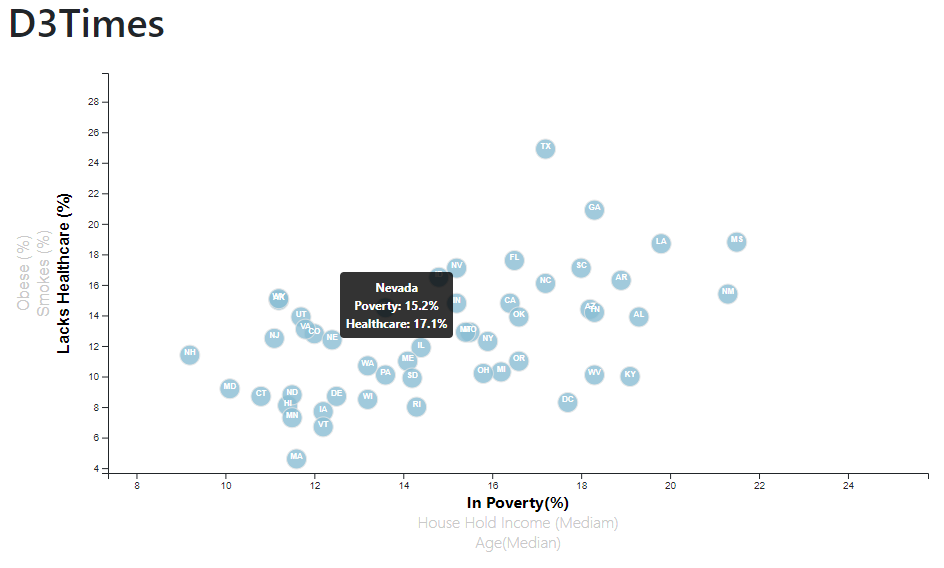 D3Times
Obese (%)
Smokes (%)
Lacks Healthcare (%)
28
26
24
22
20
18
16
14
12
10
8
6
4
TX
GA
LA
MS
FL
NV
SC
AR
NC
NM
Nevada
Poverty: 15.2%
Healthcare: 17.1%
IN
CA
OK
TN
AL
UT
VA
CO
NE
NJ
NY
IL
NH
ME
WA
PA
SD
OH
MI
OR
WV
KY
MD
CT
ND
HI
DE
WI
RI
DC
IA
MN
VT
MA
8
10
12
14
16
18
20
22
24
In Poverty(%)
House Hold Income (Mediam)
Age(Median)